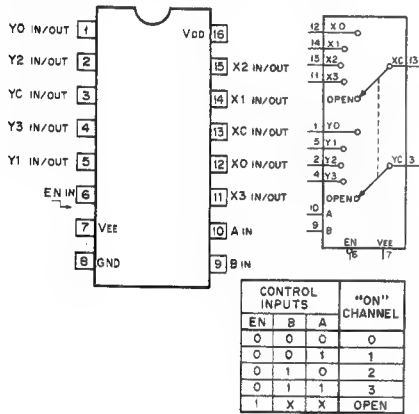 Y0 IN/OUT 1
Y2 IN/OUT 2
YC IN/OUT 3
Y3 IN/OUT 4
Y1 IN/OUT 5
EN IN 6
7 VEE
8 GND
VDD 16
15 X2 IN/OUT
14 X1 IN/OUT
13 XC IN/OUT
12 X0 IN/OUT
11 X3 IN/OUT
10 A IN
9 B IN
12 X0
14 X1
15 X2
11 X3
OPEN
XC 13
1 Y0
5 Y1
2 Y2
4 Y3
OPEN
YC 3
10 A
9 B
EN VEE
6 7
CONTROL INPUTS "ON" CHANNEL
EN B A
0 0 0 0
0 0 1 1
0 1 0 2
0 1 1 3
1 X X OPEN